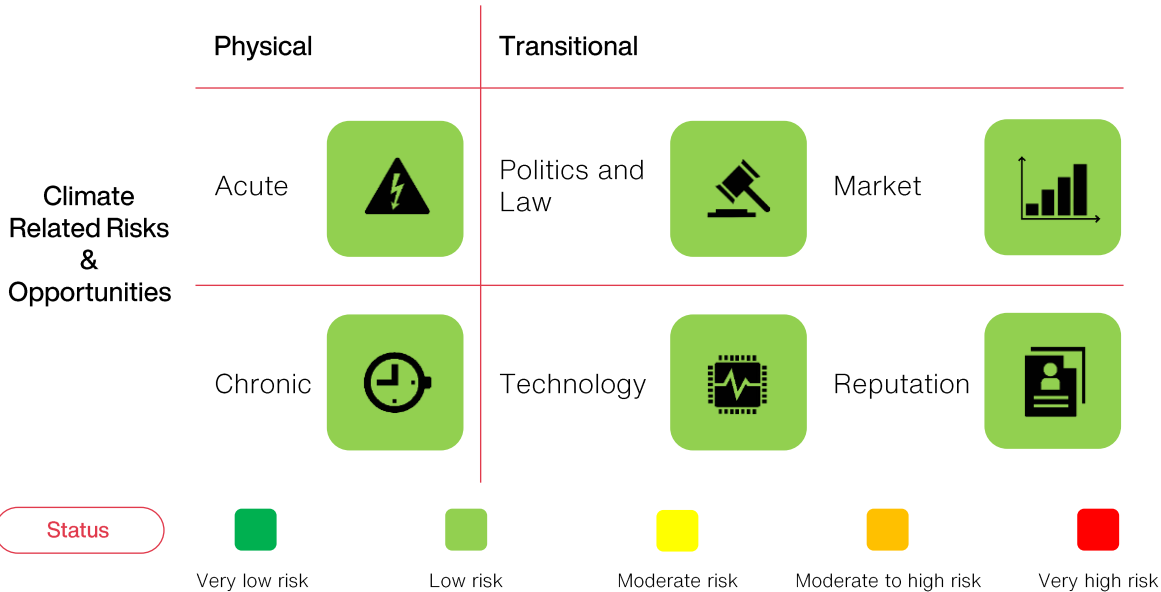 Physical
Transitional
Climate
Related Risks
&
Opportunities
Acute
Politics and
Law
Market
Chronic
Technology
Reputation
Status
Very low risk
Low risk
Moderate risk
Moderate to high risk
Very high risk